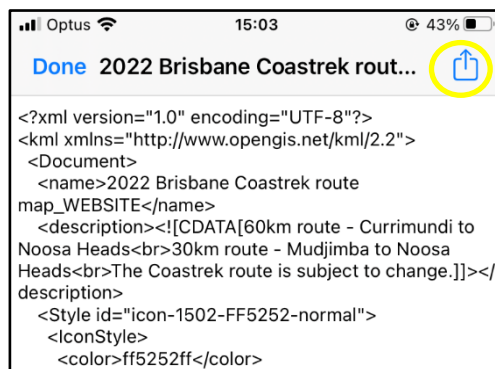 Optus 15:03 43%
Done 2022 Brisbane Coastrek rout...
<?xml version="1.0" encoding="UTF-8"?>
<kml xmlns="http://www.opengis.net/kml/2.2">
<Document>
<name>2022 Brisbane Coastrek route
map_WEBSITE</name>
<description><![CDATA[60km route - Currimundi to
Noosa Heads<br>30km route - Mudjimba to Noosa
Heads<br>The Coastrek route is subject to change.]]></
description>
<Style id="icon-1502-FF5252-normal">
<IconStyle>
<color>ff5252ff</color>